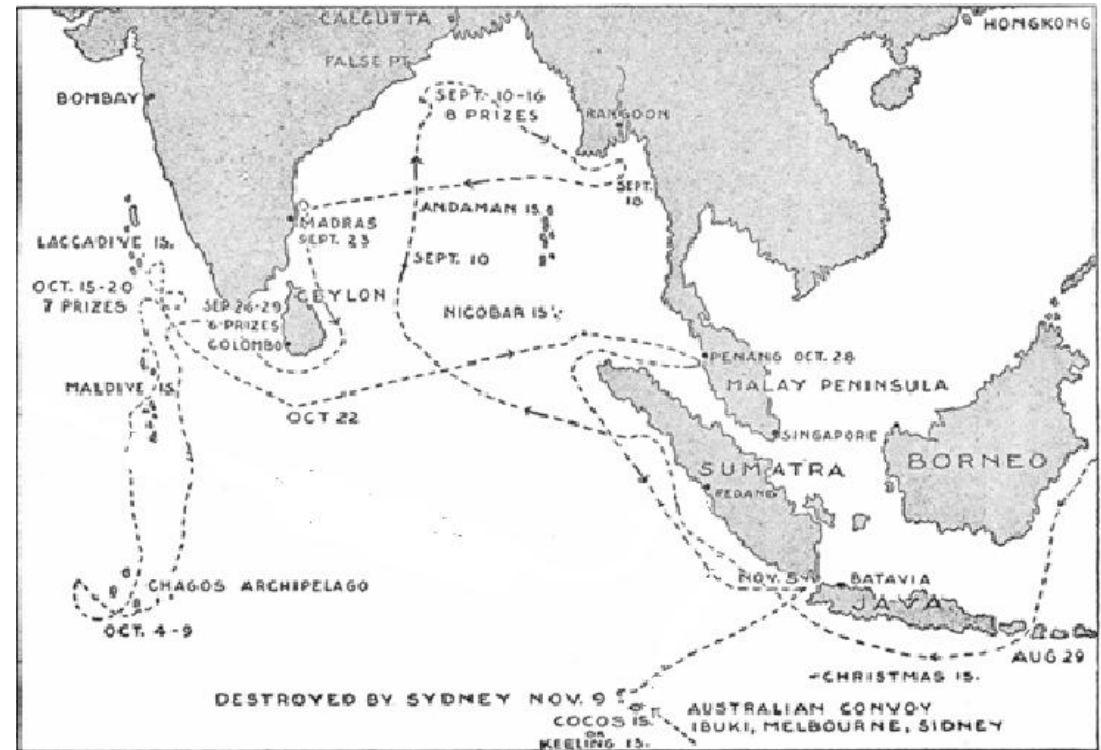 CALCUTTA
HONGKONG
FALSE PT.
BOMBAY
SEPT. 10-16
8 PRIZES
RANGOON
SEPT.
18
ANDAMAN IS.
MADRAS
SEPT. 23
LACCADIVE IS.
SEPT. 10
OCT. 15-20
7 PRIZES
SEP 26-29
6 PRIZES
CEYLON
COLOMBO
NICOBAR IS
PENANG OCT. 28
MALAY PENINSULA
MALDIVE IS.
OCT 22
SINGAPORE
SUMATRA
BORNEO
PEDANG
CHAGOS ARCHIPELAGO
OCT. 4-9
NOV. 5
BATAVIA
JAVA
AUG 29
CHRISTMAS IS.
DESTROYED BY SYDNEY NOV. 9
COCOS IS.
OR
KEELING IS.
AUSTRALIAN CONVOY
IBUKI, MELBOURNE, SIDNEY